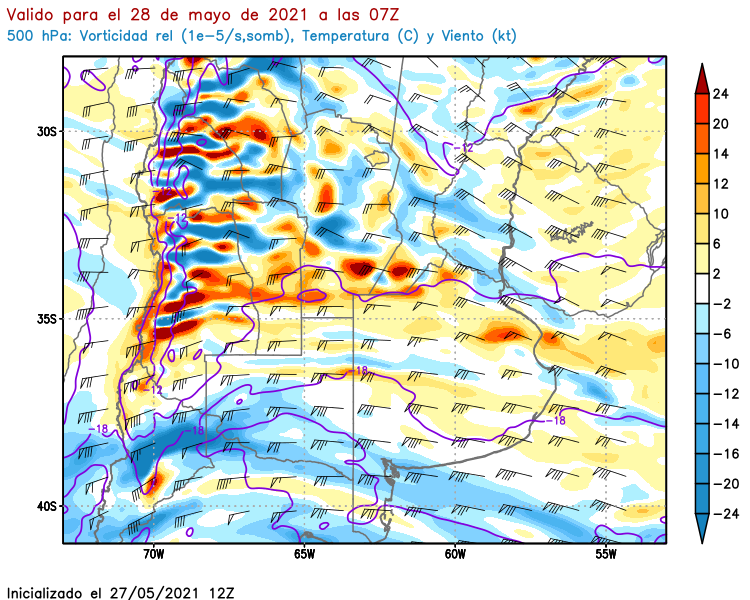 Valido para el 28 de mayo de 2021 a las 07Z
500 hPa: Vorticidad rel (1e-5/s,somb), Temperatura (C) y Viento (kt)
24
20
14
12
10
6
2
−2
−6
−10
−12
−14
−16
−20
−24
30S
35S
40S
−12
−12
−12
−18
−18
−18
−18
70W
65W
60W
55W
Inicializado el 27/05/2021 12Z